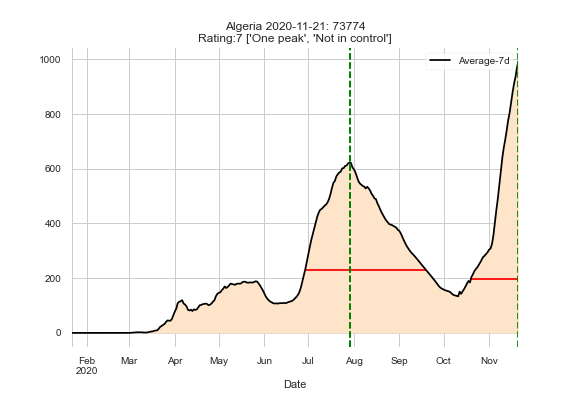 Algeria 2020-11-21: 73774
Rating:7 ['One peak', 'Not in control']
Average-7d
1000
800
600
400
200
0
Feb Mar Apr May Jun Jul Aug Sep Oct Nov
2020
Date